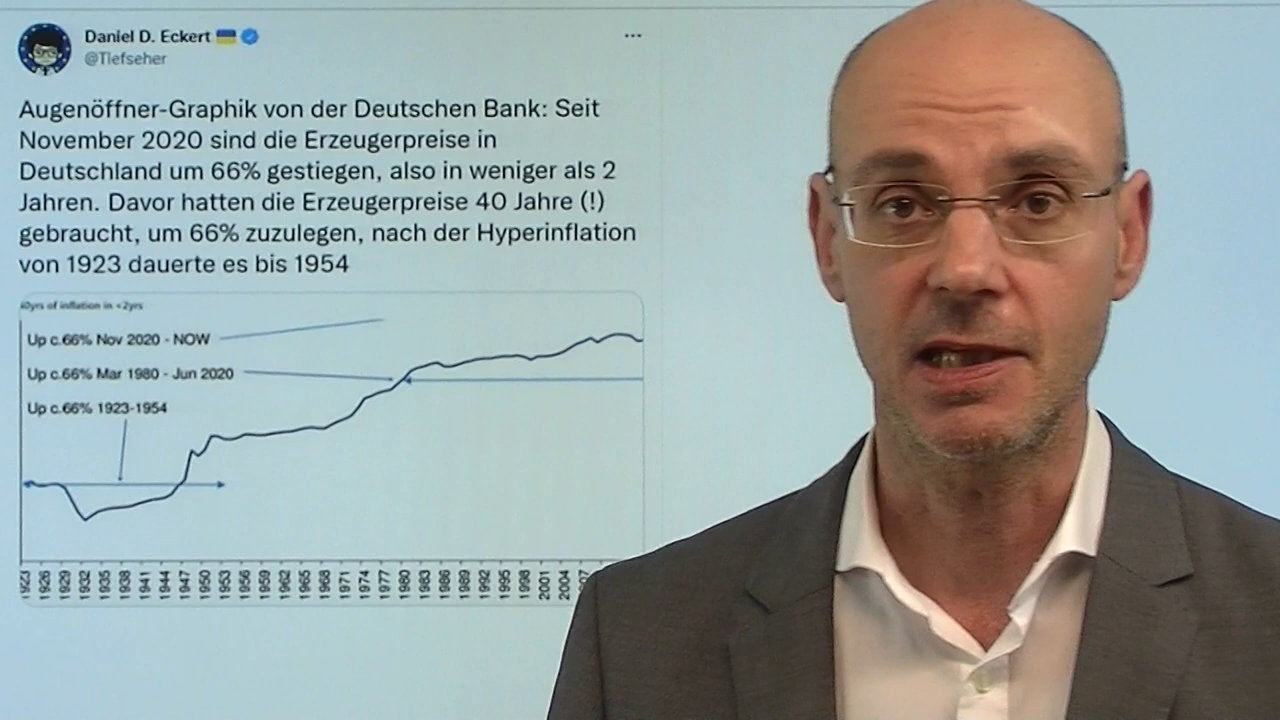 Daniel D. Eckert
@Tiefseher
Augenöffner-Graphik von der Deutschen Bank: Seit
November 2020 sind die Erzeugerpreise in
Deutschland um 66% gestiegen, also in weniger als 2
Jahren. Davor hatten die Erzeugerpreise 40 Jahre (!)
gebraucht, um 66% zuzulegen, nach der Hyperinflation
von 1923 dauerte es bis 1954
40yrs of inflation in <2yrs
Up c.66% Nov 2020 - NOW
Up c.66% Mar 1980 - Jun 2020
Up c.66% 1923-1954
1923 1926 1929 1932 1935 1938 1941 1944 1947 1950 1953 1956 1959 1962 1965 1968 1971 1974 1977 1980 1983 1986 1989 1992 1995 1998 2001 2004